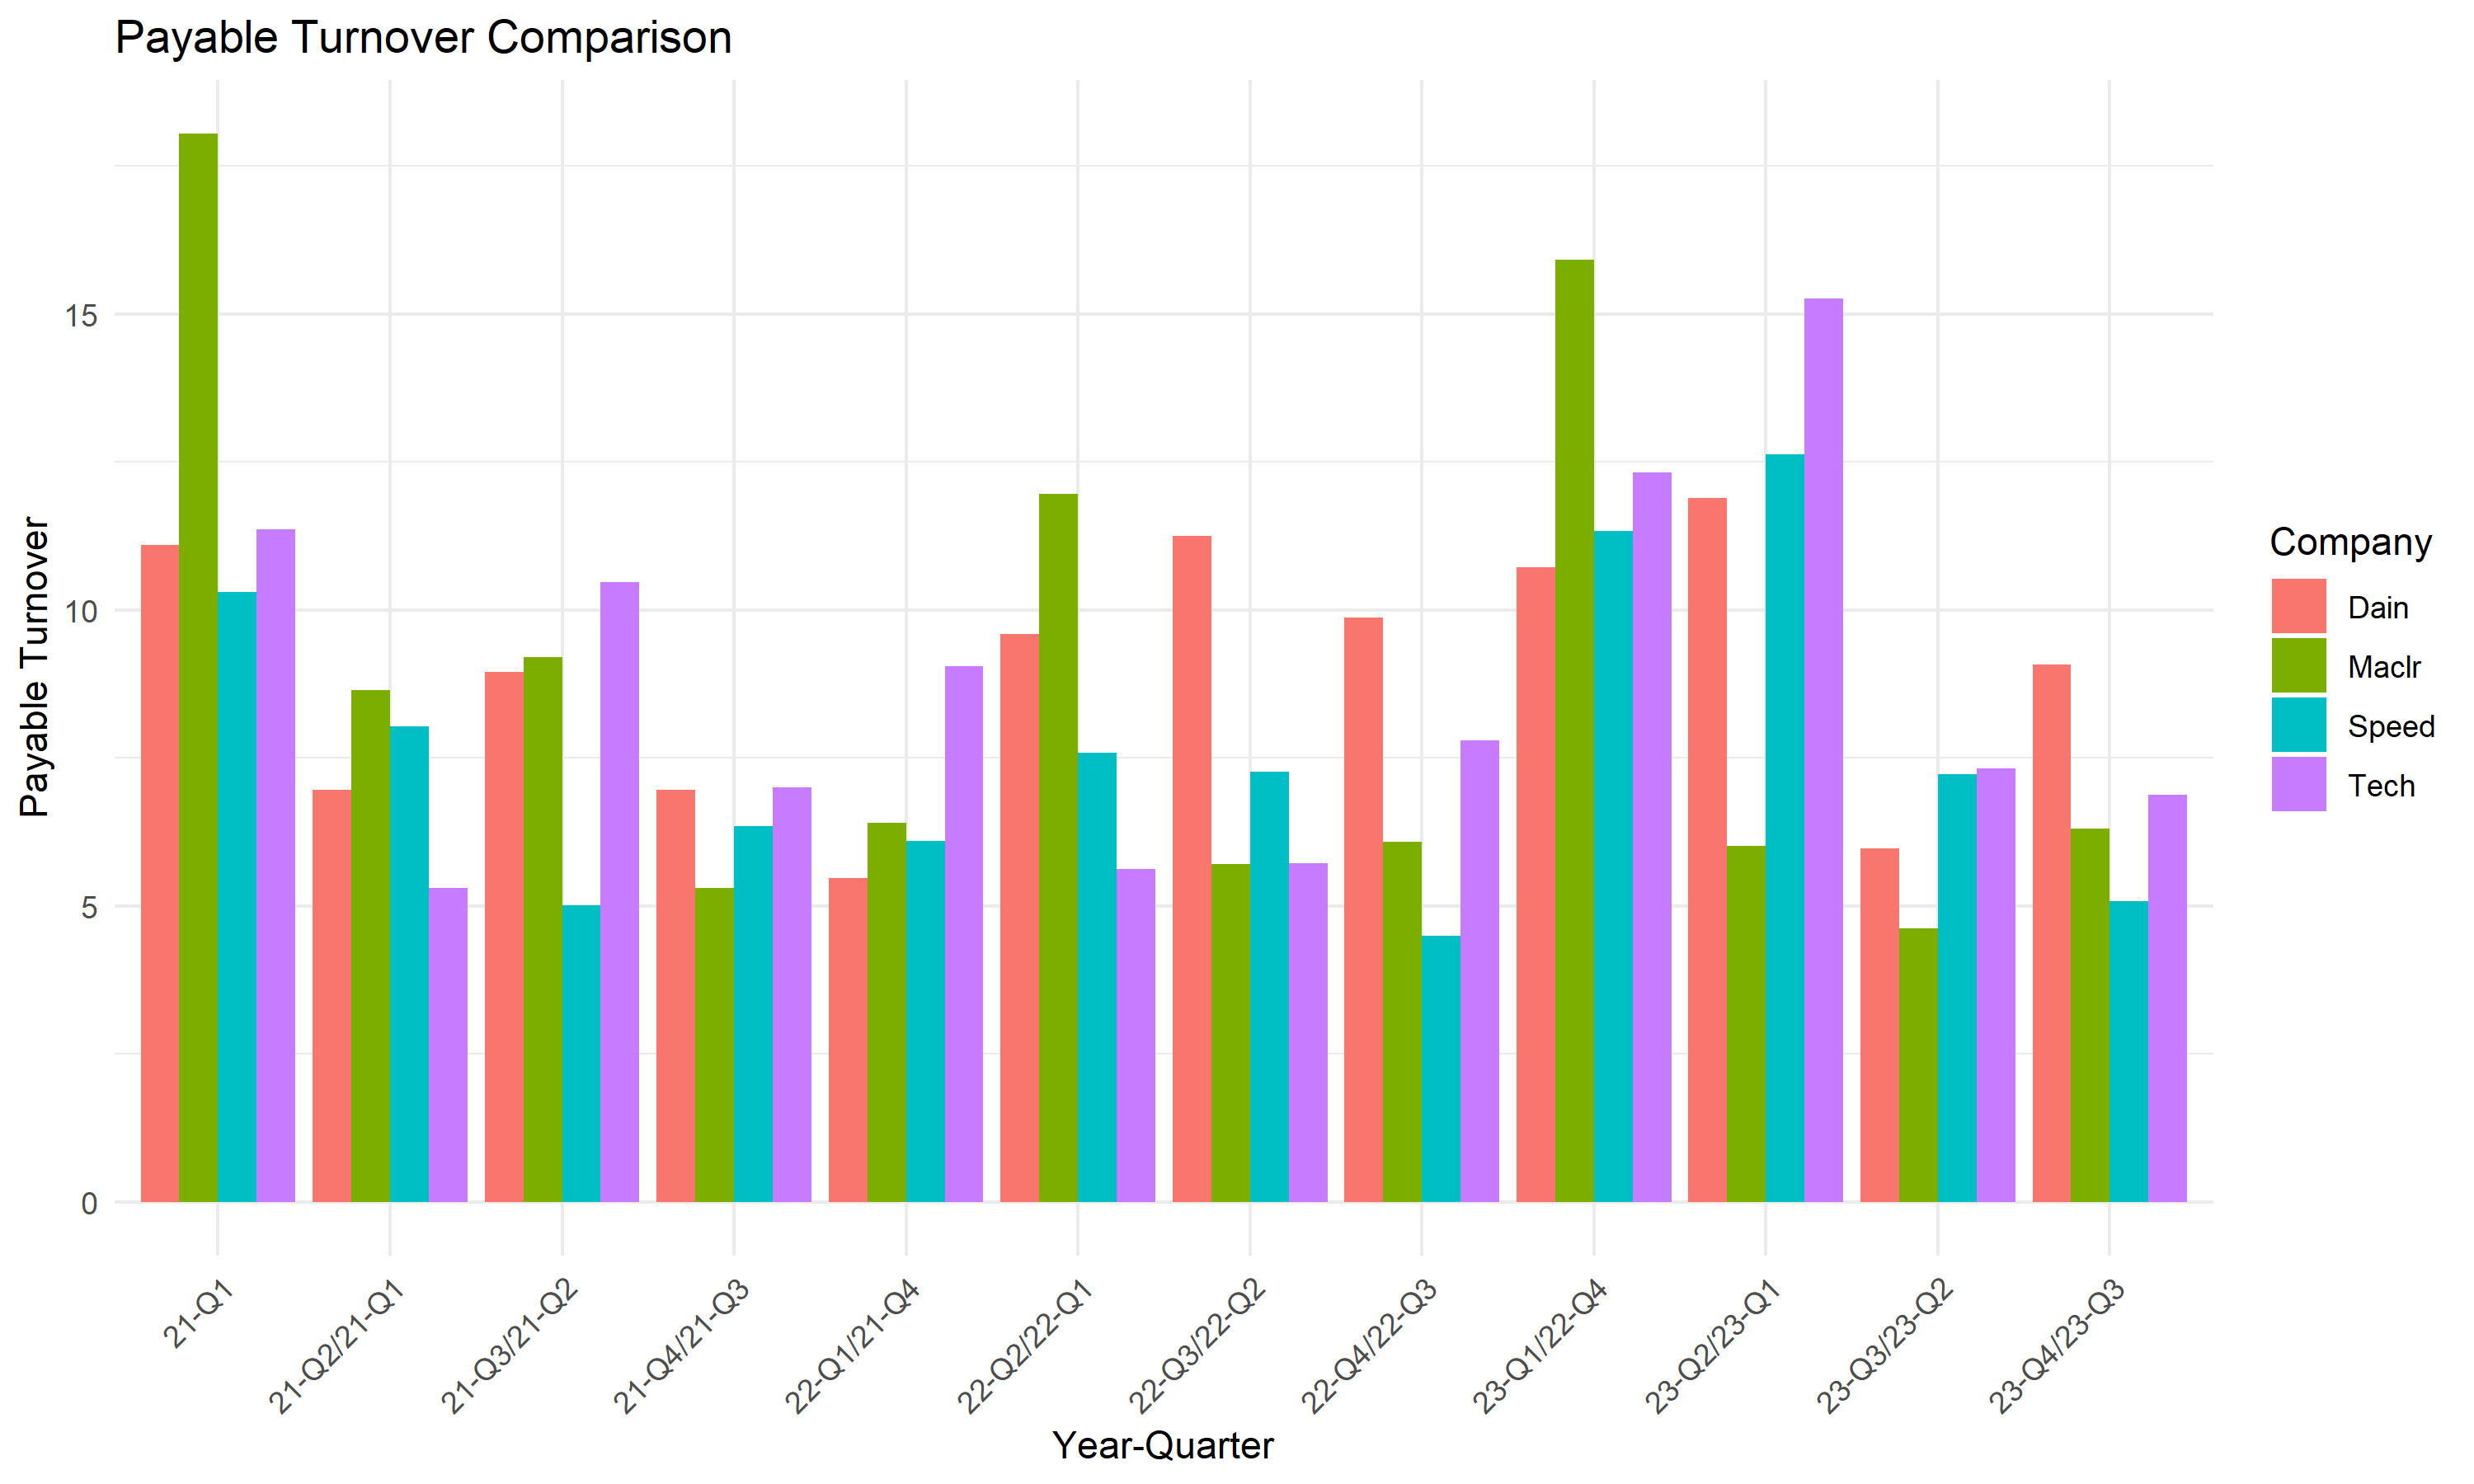 Payable Turnover Comparison
Payable Turnover
15
10
5
0
21-Q1
21-Q2/21-Q1
21-Q3/21-Q2
21-Q4/21-Q3
22-Q1/21-Q4
22-Q2/22-Q1
22-Q3/22-Q2
22-Q4/22-Q3
23-Q1/22-Q4
23-Q2/23-Q1
23-Q3/23-Q2
23-Q4/23-Q3
Year-Quarter
Company
Dain
Maclr
Speed
Tech